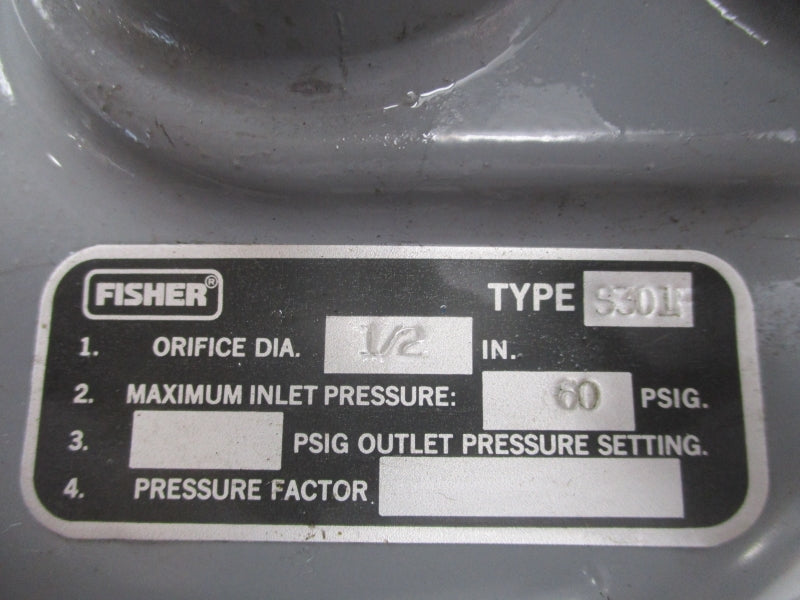 FISHER®
TYPE S301F
1. ORIFICE DIA. 1/2 IN.
2. MAXIMUM INLET PRESSURE: 60 PSIG.
3. PSIG OUTLET PRESSURE SETTING.
4. PRESSURE FACTOR